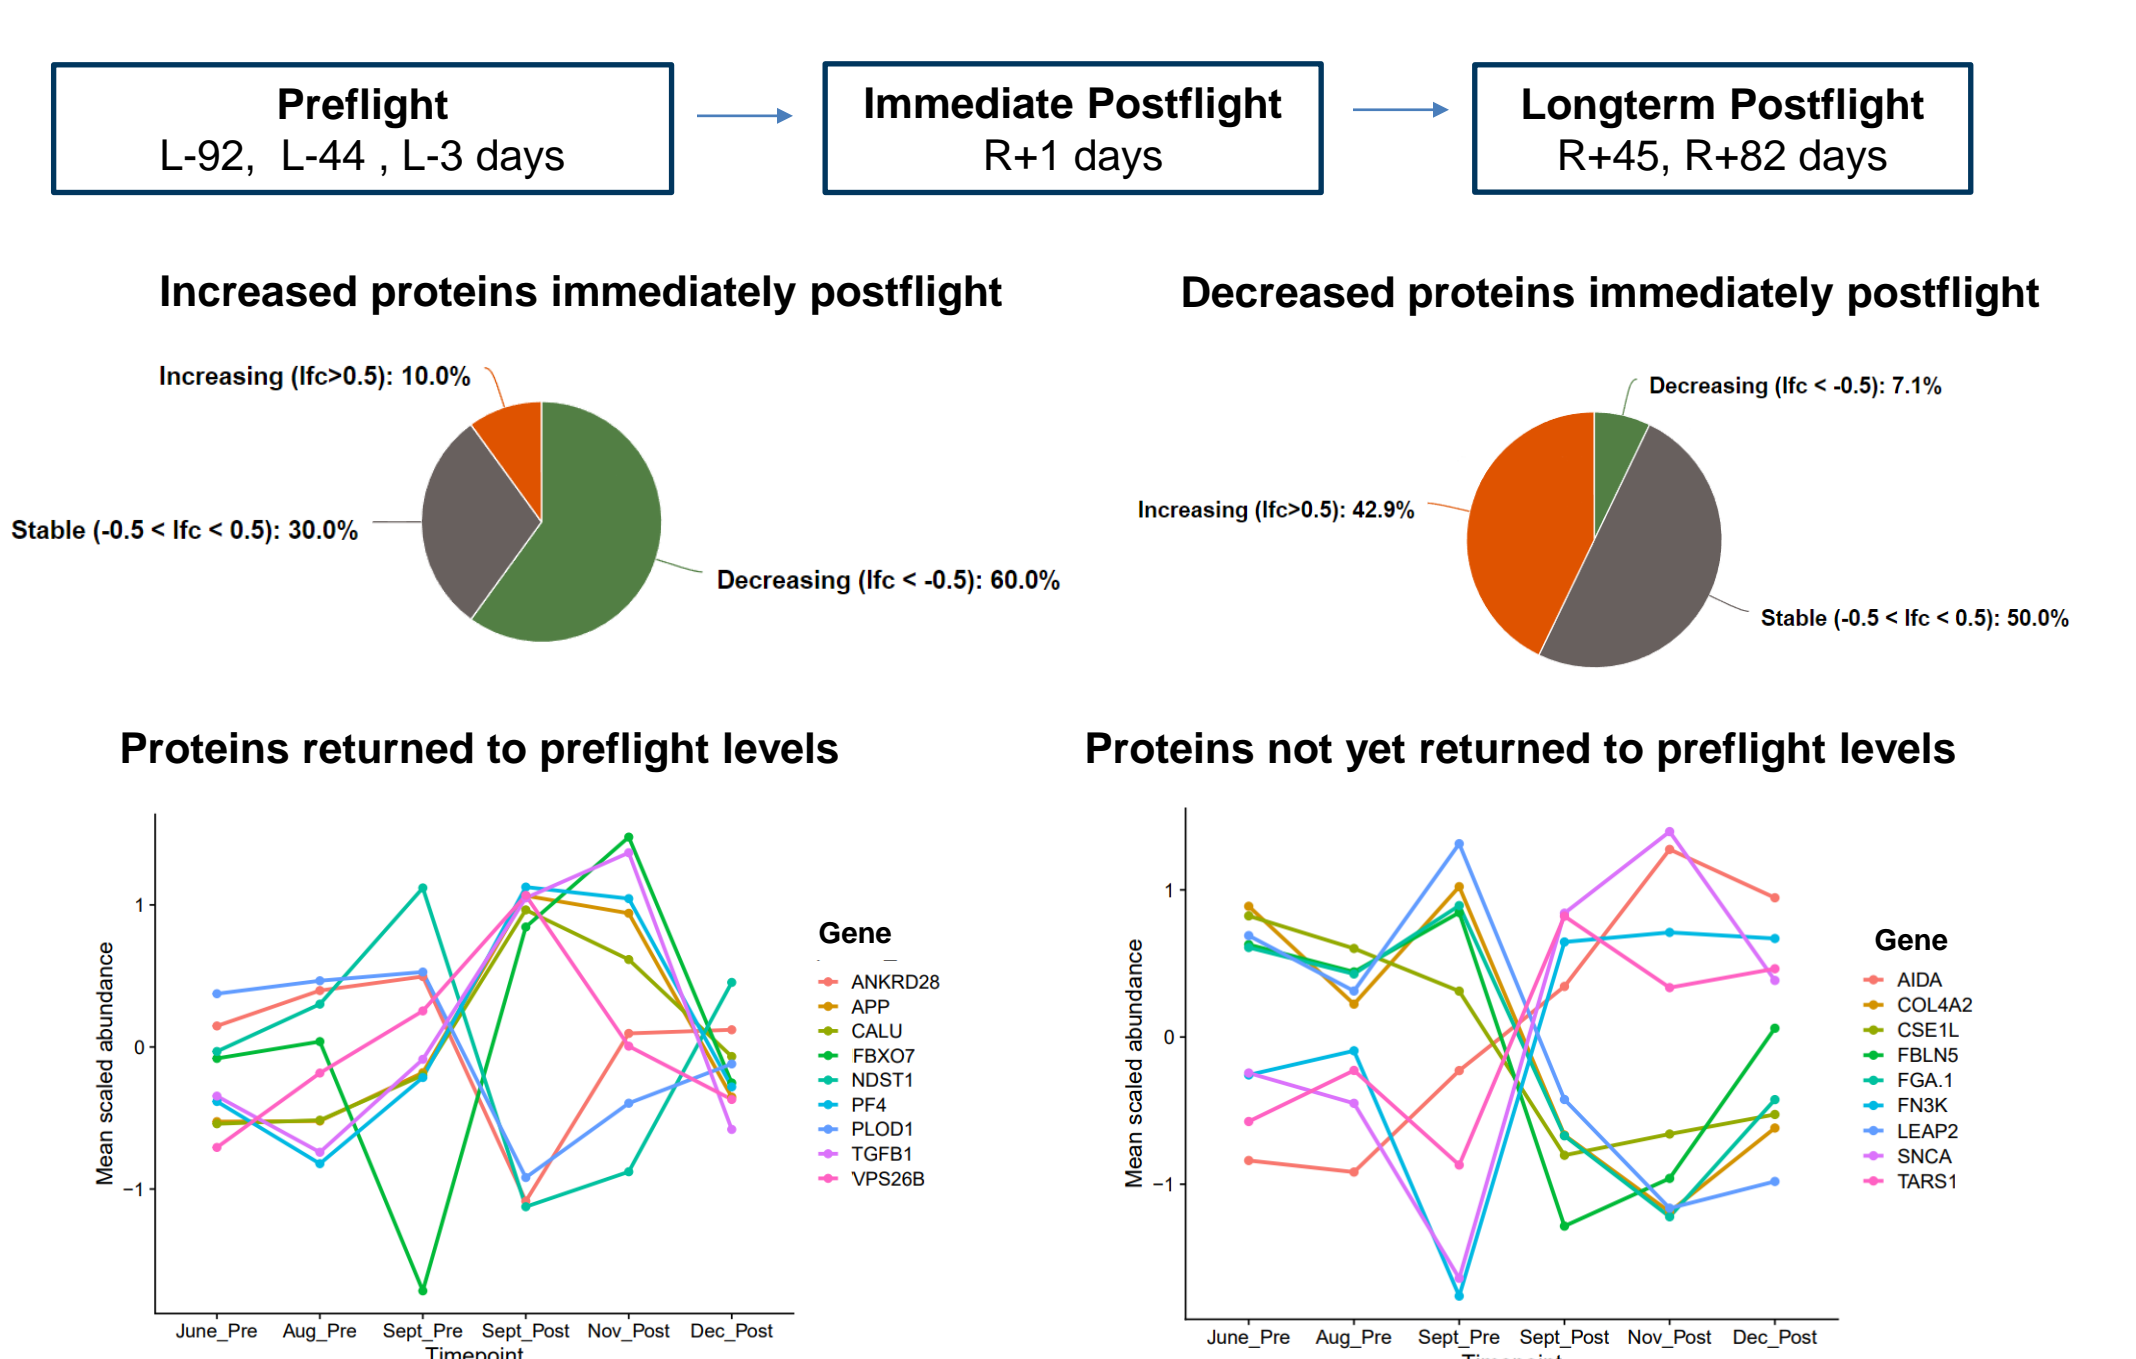 Preflight
L-92, L-44 , L-3 days
Immediate Postflight
R+1 days
Longterm Postflight
R+45, R+82 days
Increased proteins immediately postflight
Increasing (lfc>0.5): 10.0%
Stable (-0.5 < lfc < 0.5): 30.0%
Decreasing (lfc < -0.5): 60.0%
Decreased proteins immediately postflight
Decreasing (lfc < -0.5): 7.1%
Increasing (lfc>0.5): 42.9%
Stable (-0.5 < lfc < 0.5): 50.0%
Proteins returned to preflight levels
Mean scaled abundance
1
0
−1
June_Pre Aug_Pre Sept_Pre Sept_Post Nov_Post Dec_Post
Timepoint
Gene
ANKRD28
APP
CALU
FBXO7
NDST1
PF4
PLOD1
TGFB1
VPS26B
Proteins not yet returned to preflight levels
Mean scaled abundance
1
0
−1
June_Pre Aug_Pre Sept_Pre Sept_Post Nov_Post Dec_Post
Gene
AIDA
COL4A2
CSE1L
FBLN5
FGA.1
FN3K
LEAP2
SNCA
TARS1